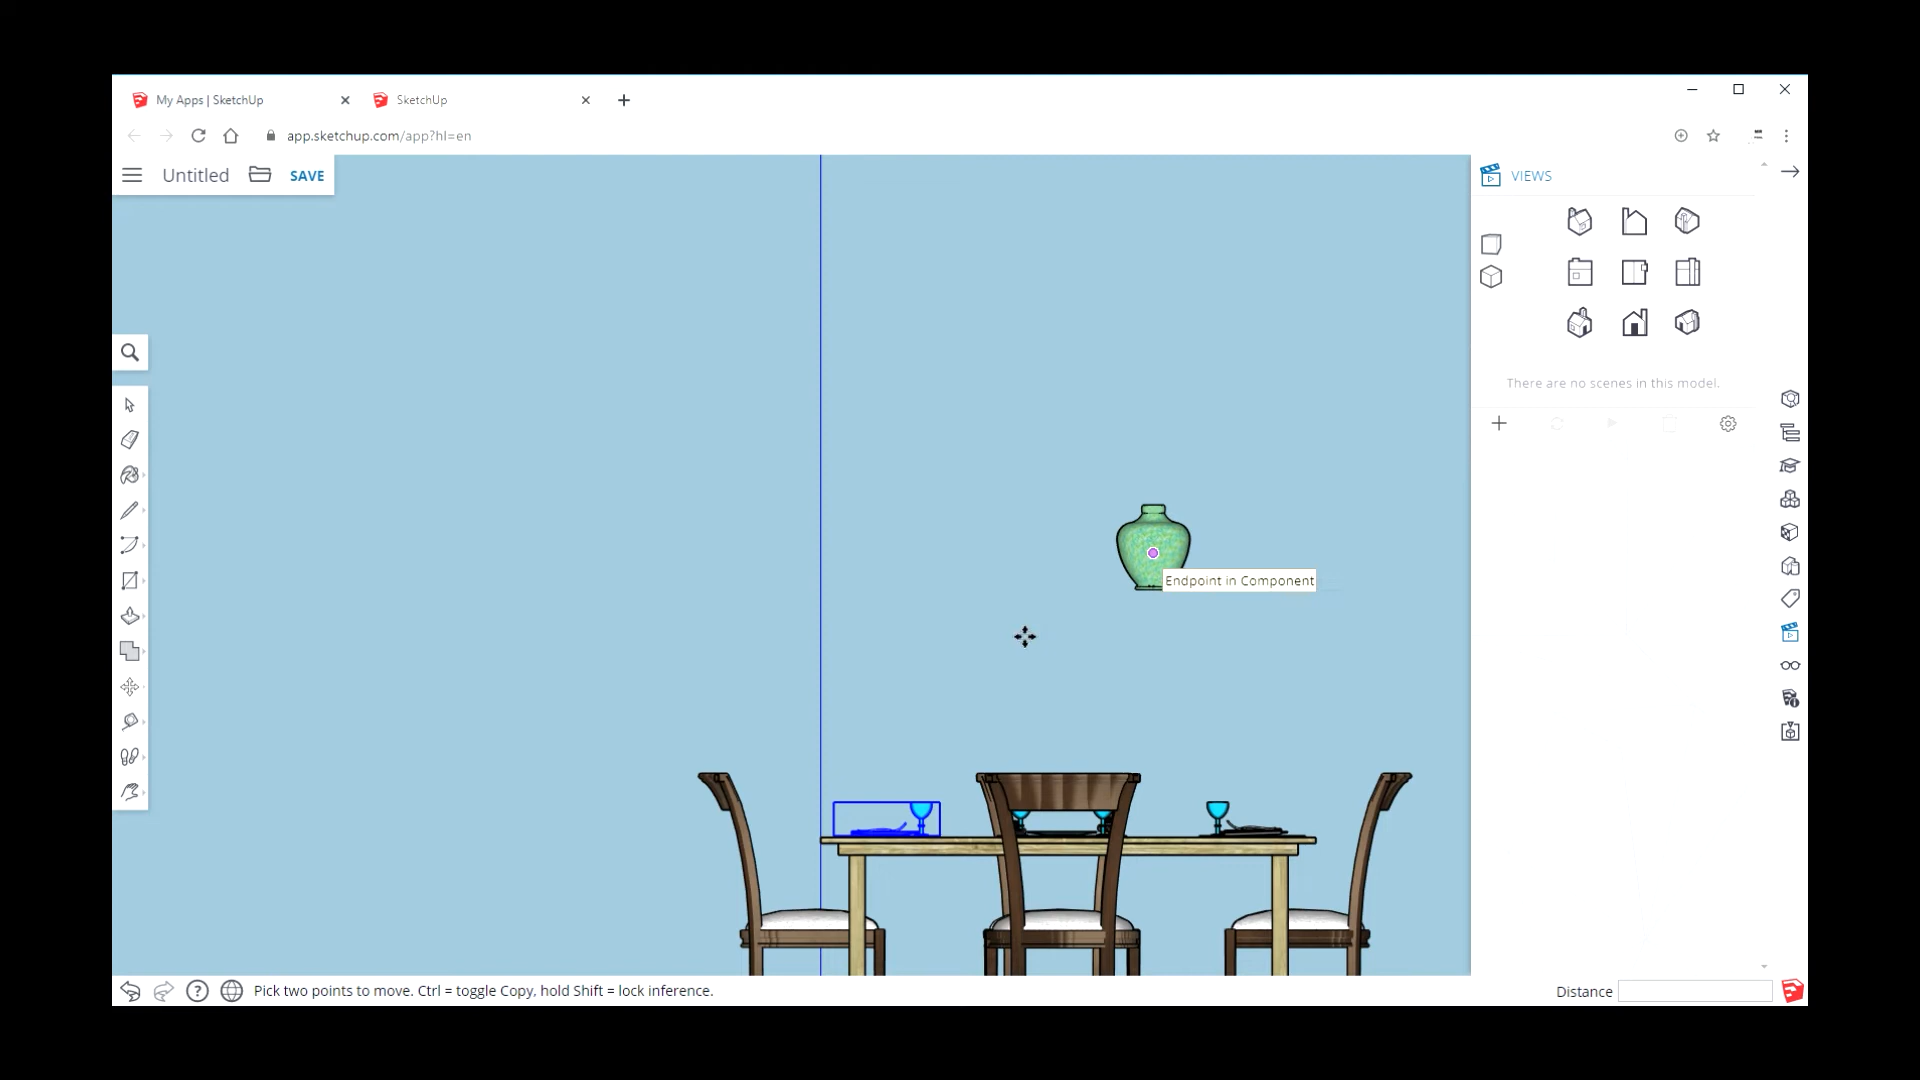 My Apps | SketchUp
SketchUp
app.sketchup.com/app?hl=en
Untitled
SAVE
VIEWS
There are no scenes in this model.
Endpoint in Component
Pick two points to move. Ctrl = toggle Copy, hold Shift = lock inference.
Distance